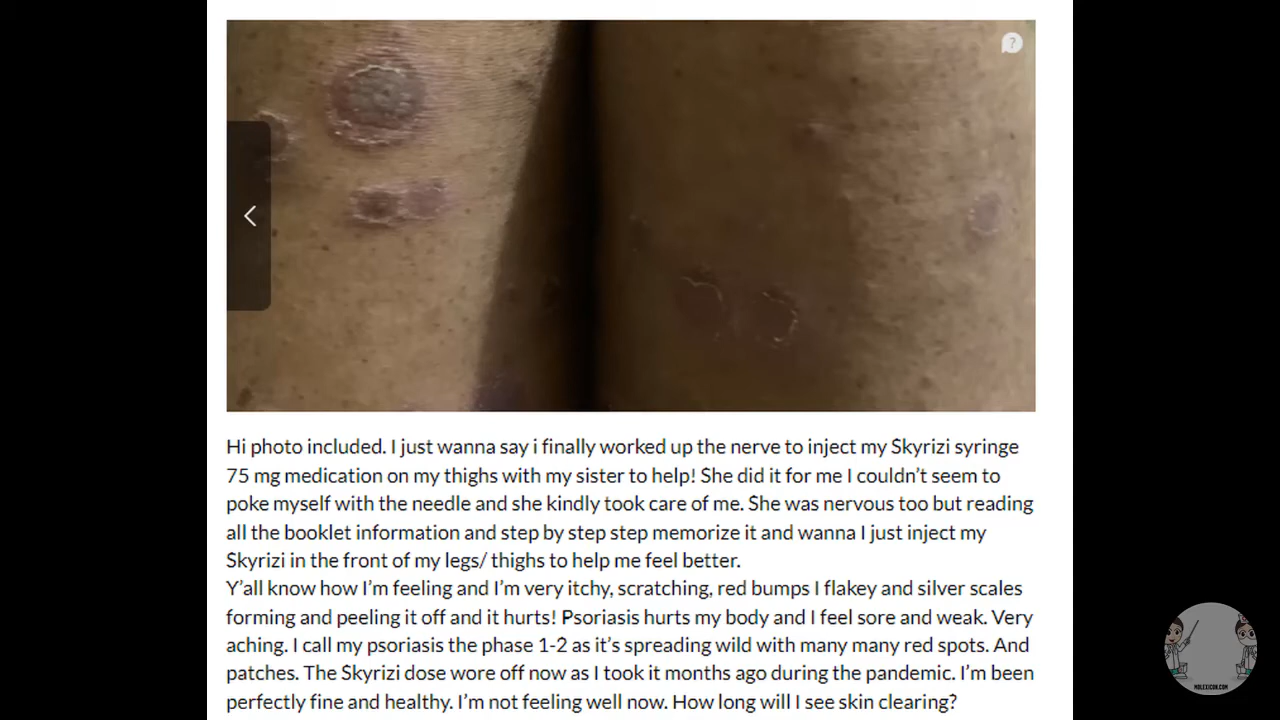 ?
Hi photo included. I just wanna say i finally worked up the nerve to inject my Skyrizi syringe
75 mg medication on my thighs with my sister to help! She did it for me I couldn't seem to
poke myself with the needle and she kindly took care of me. She was nervous too but reading
all the booklet information and step by step step memorize it and wanna I just inject my
Skyrizi in the front of my legs/ thighs to help me feel better.
Y'all know how I'm feeling and I'm very itchy, scratching, red bumps I flakey and silver scales
forming and peeling it off and it hurts! Psoriasis hurts my body and I feel sore and weak. Very
aching. I call my psoriasis the phase 1-2 as it's spreading wild with many many red spots. And
patches. The Skyrizi dose wore off now as I took it months ago during the pandemic. I'm been
perfectly fine and healthy. I'm not feeling well now. How long will I see skin clearing?
MDLEXICON.COM